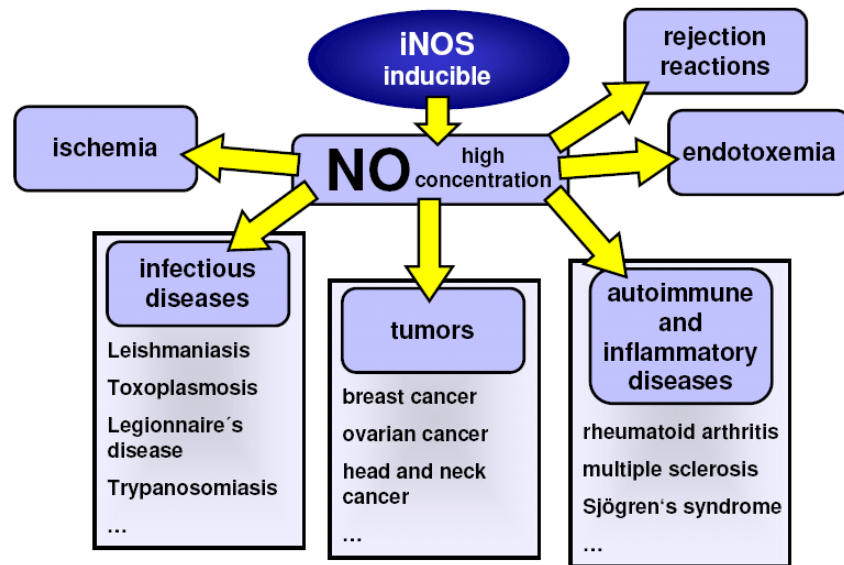 iNOS
inducible
rejection
reactions
ischemia
NO
high
concentration
endotoxemia
infectious
diseases
Leishmaniasis
Toxoplasmosis
Legionnaire´s
disease
Trypanosomiasis
...
tumors
breast cancer
ovarian cancer
head and neck
cancer
...
autoimmune
and
inflammatory
diseases
rheumatoid arthritis
multiple sclerosis
Sjögren‘s syndrome
...